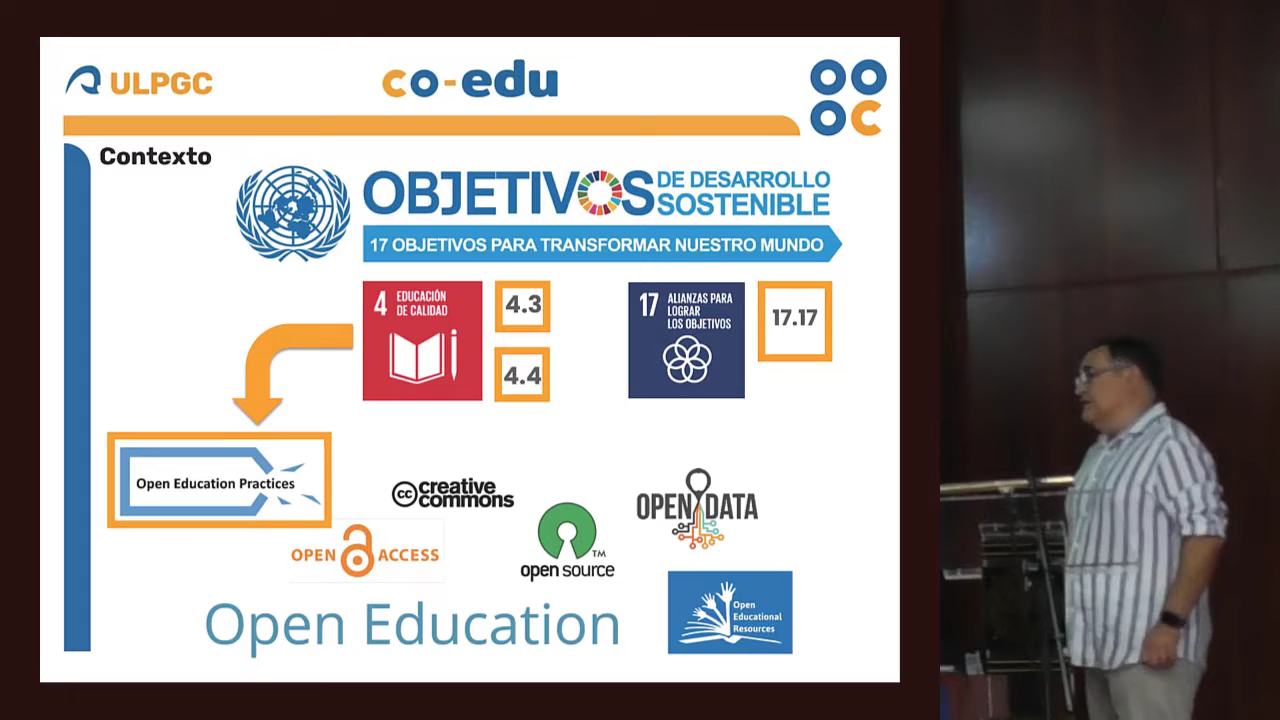 ULPGC
co-edu
Contexto
OBJETIVOS DE DESARROLLO SOSTENIBLE
17 OBJETIVOS PARA TRANSFORMAR NUESTRO MUNDO
4 EDUCACIÓN
DE CALIDAD
4.3
4.4
17 ALIANZAS PARA
LOGRAR
LOS OBJETIVOS
17.17
Open Education Practices
cc creative
commons
OPEN DATA
OPEN ACCESS
open source
TM
Open
Educational
Resources
Open Education